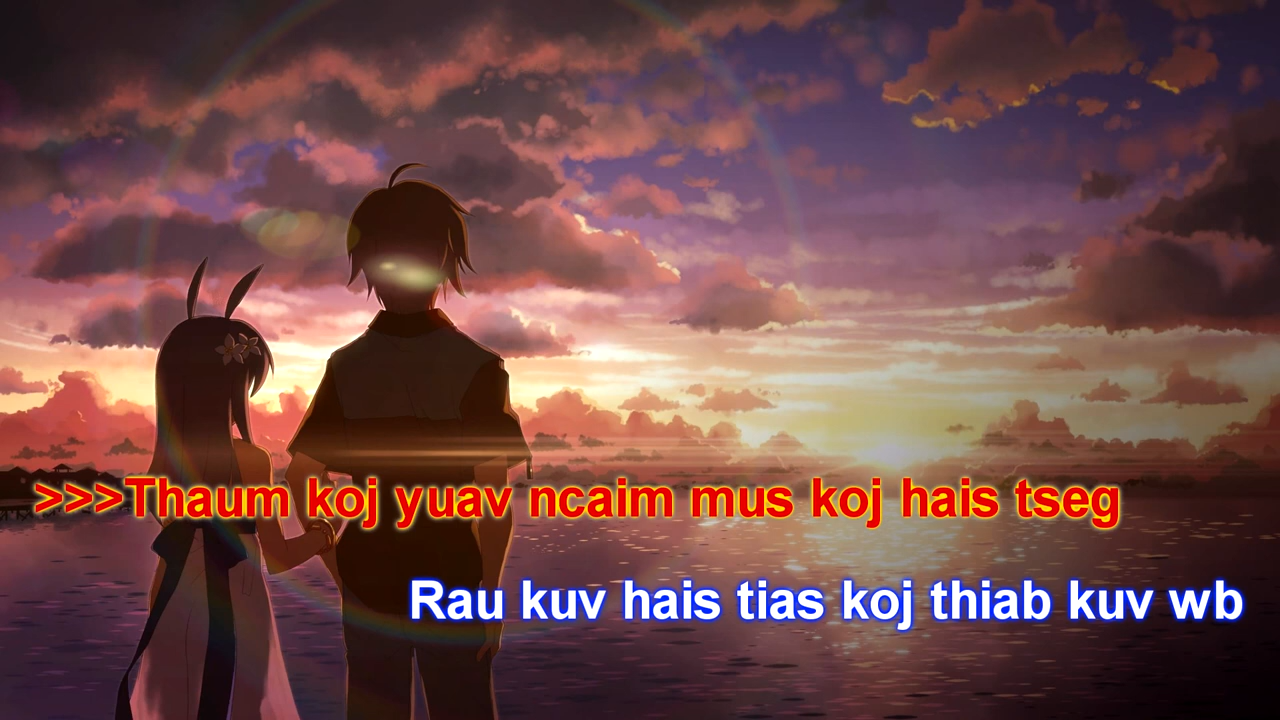 >>>Thaum koj yuav ncaim mus koj hais tseg
Rau kuv hais tias koj thiab kuv wb